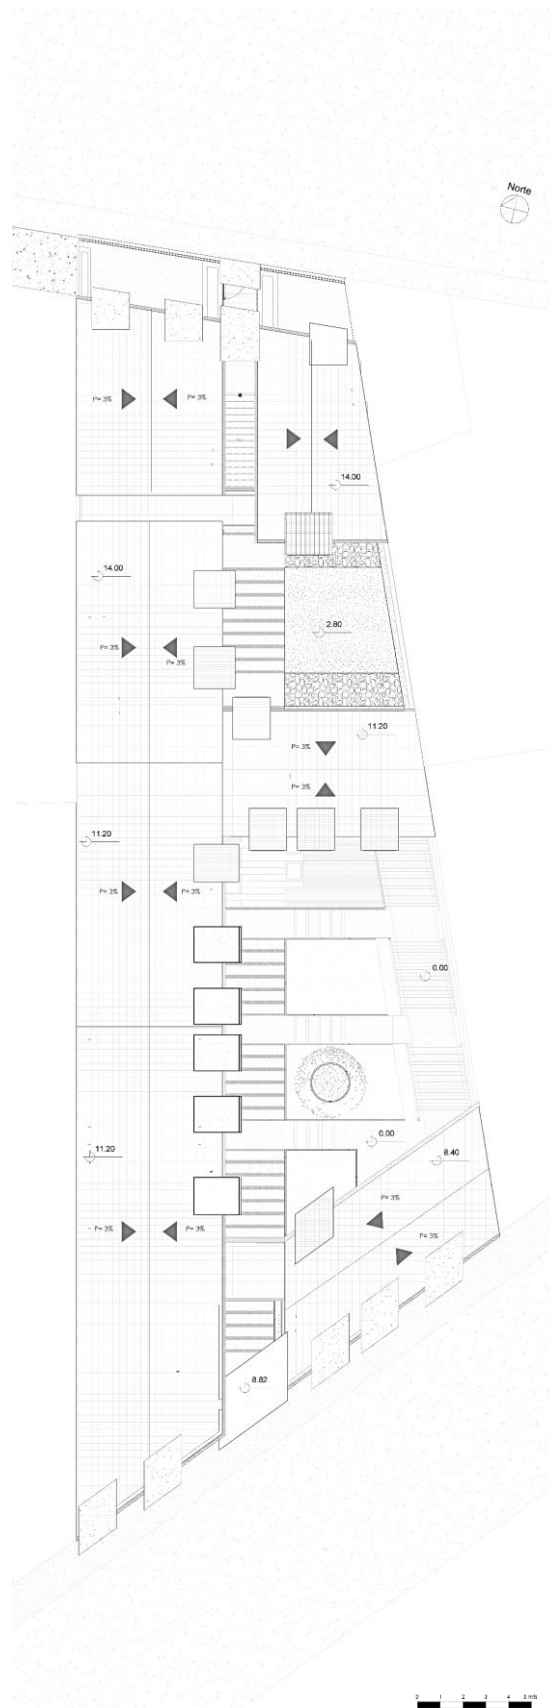 Norte
P= 3% P= 3%
14.00
14.00
2.80
P= 3%
P= 3%
11.20
P= 3%
P= 3%
11.20
P= 3% P= 3%
0.00
0.00
11.20
8.40
P= 3%
P= 3% P= 3%
P= 3%
8.82
0 1 2 3 4 5 mts